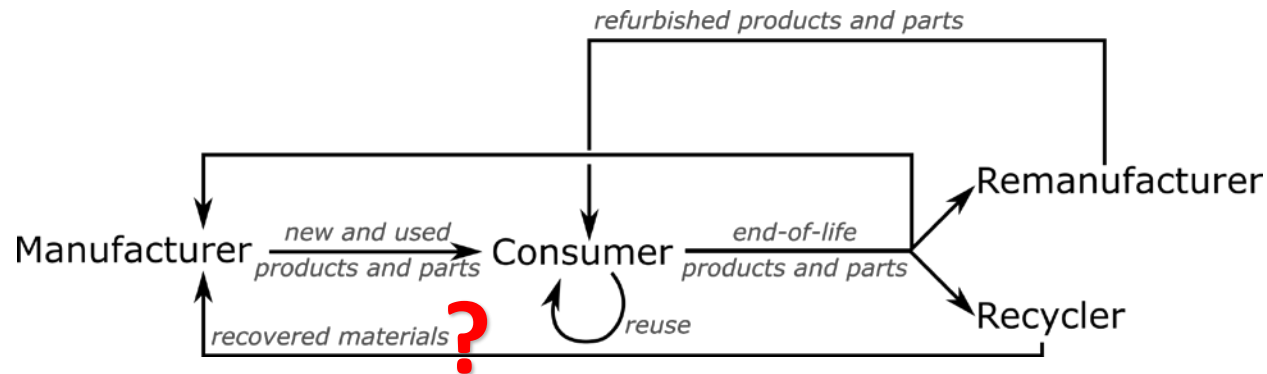 refurbished products and parts
Remanufacturer
Manufacturer
new and used
products and parts
Consumer
end-of-life
products and parts
Recycler
reuse
recovered materials
?